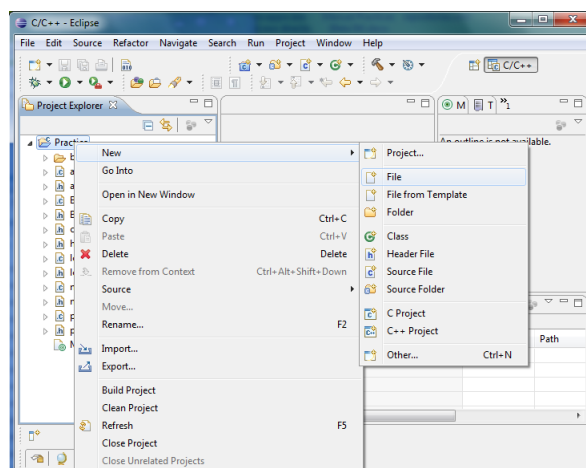 C/C++ - Eclipse
File Edit Source Refactor Navigate Search Run Project Window Help
C/C++
Project Explorer
M T »1
An outline is not available.
Practice
New
Go Into
Open in New Window
Copy Ctrl+C
Paste Ctrl+V
Delete Delete
Remove from Context Ctrl+Alt+Shift+Down
Source
Move...
Rename... F2
Import...
Export...
Build Project
Clean Project
Refresh F5
Close Project
Close Unrelated Projects
Project...
File
File from Template
Folder
Class
Header File
Source File
Source Folder
C Project
C++ Project
Other... Ctrl+N
Path